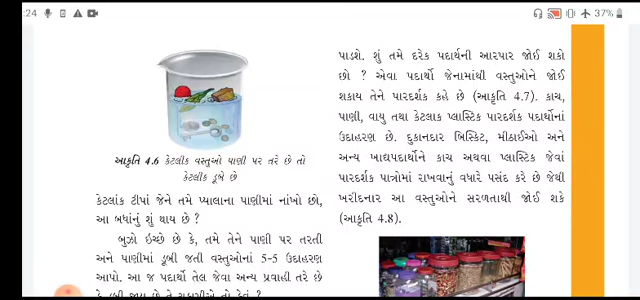 :24
37%
આકૃતિ 4.6 કેટલીક વસ્તુઓ પાણી પર તરે છે તો
કેટલીક ડૂબે છે
કેટલાંક ટીપાં જેને તમે પ્યાલાના પાણીમાં નાંખો છો,
આ બધાંનું શું થાય છે ?
બુઝો ઇચ્છે છે કે, તમે તેને પાણી પર તરતી
અને પાણીમાં ડૂબી જતી વસ્તુઓનાં 5-5 ઉદાહરણ
આપો. આ જ પદાર્થો તેલ જેવા અન્ય પ્રવાહી તરે છે
પાડશે. શું તમે દરેક પદાર્થની આરપાર જોઈ શકો
છો ? એવા પદાર્થો જેનામાંથી વસ્તુઓને જોઈ
શકાય તેને પારદર્શક કહે છે (આકૃતિ 4.7). કાચ,
પાણી, વાયુ તથા કેટલાક પ્લાસ્ટિક પારદર્શક પદાર્થોનાં
ઉદાહરણ છે. દુકાનદાર બિસ્કિટ, મીઠાઈઓ અને
અન્ય ખાદ્યપદાર્થોને કાચ અથવા પ્લાસ્ટિક જેવાં
પારદર્શક પાત્રોમાં રાખવાનું વધારે પસંદ કરે છે જેથી
ખરીદનાર આ વસ્તુઓને સરળતાથી જોઈ શકે
(આકૃતિ 4.8).